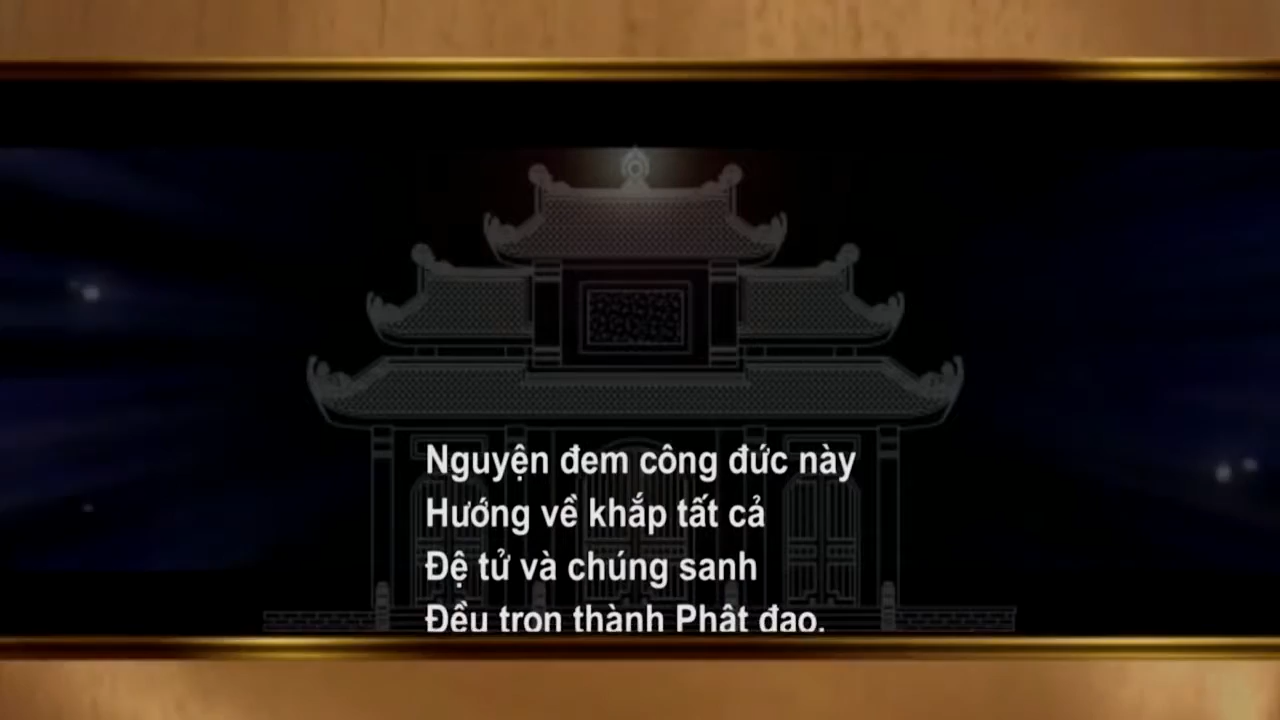 Nguyện đem công đức này
Hướng về khắp tất cả
Đệ tử và chúng sanh
Đều trọn thành Phật đạo.